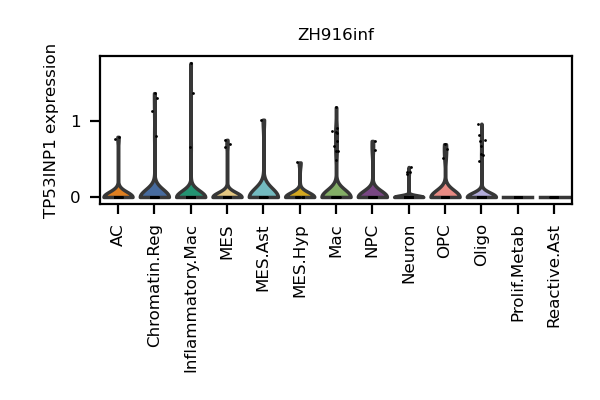 ZH916inf
TP53INP1 expression
1
0
AC
Chromatin.Reg
Inflammatory.Mac
MES
MES.Ast
MES.Hyp
Mac
NPC
Neuron
OPC
Oligo
Prolif.Metab
Reactive.Ast